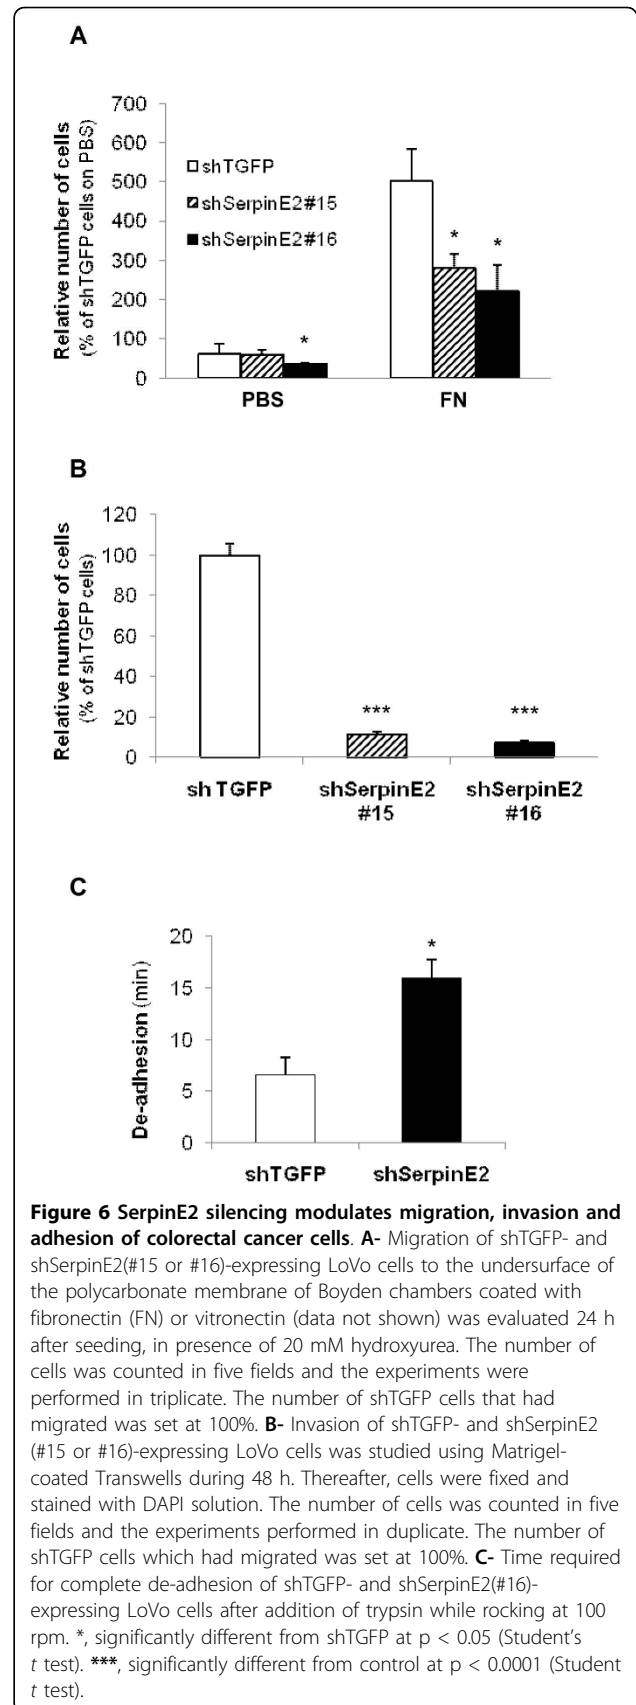 A
Relative number of cells
(% of shTGFP cells on PBS)
700
600
500
400
300
200
100
0
shTGFP
shSerpinE2#15
shSerpinE2#16
*
*
*
PBS
FN
B
Relative number of cells
(% of shTGFP cells)
120
100
80
60
40
20
0
***
***
sh TGFP
shSerpinE2
#15
shSerpinE2
#16
C
De-adhesion (min)
20
15
10
5
0
*
shTGFP
shSerpinE2
Figure 6 SerpinE2 silencing modulates migration, invasion and
adhesion of colorectal cancer cells. A- Migration of shTGFP- and
shSerpinE2(#15 or #16)-expressing LoVo cells to the undersurface of
the polycarbonate membrane of Boyden chambers coated with
fibronectin (FN) or vitronectin (data not shown) was evaluated 24 h
after seeding, in presence of 20 mM hydroxyurea. The number of
cells was counted in five fields and the experiments were
performed in triplicate. The number of shTGFP cells that had
migrated was set at 100%. B- Invasion of shTGFP- and shSerpinE2
(#15 or #16)-expressing LoVo cells was studied using Matrigel-
coated Transwells during 48 h. Thereafter, cells were fixed and
stained with DAPI solution. The number of cells was counted in five
fields and the experiments performed in duplicate. The number of
shTGFP cells which had migrated was set at 100%. C- Time required
for complete de-adhesion of shTGFP- and shSerpinE2(#16)-
expressing LoVo cells after addition of trypsin while rocking at 100
rpm. *, significantly different from shTGFP at p < 0.05 (Student's
t test). ***, significantly different from control at p < 0.0001 (Student
t test).